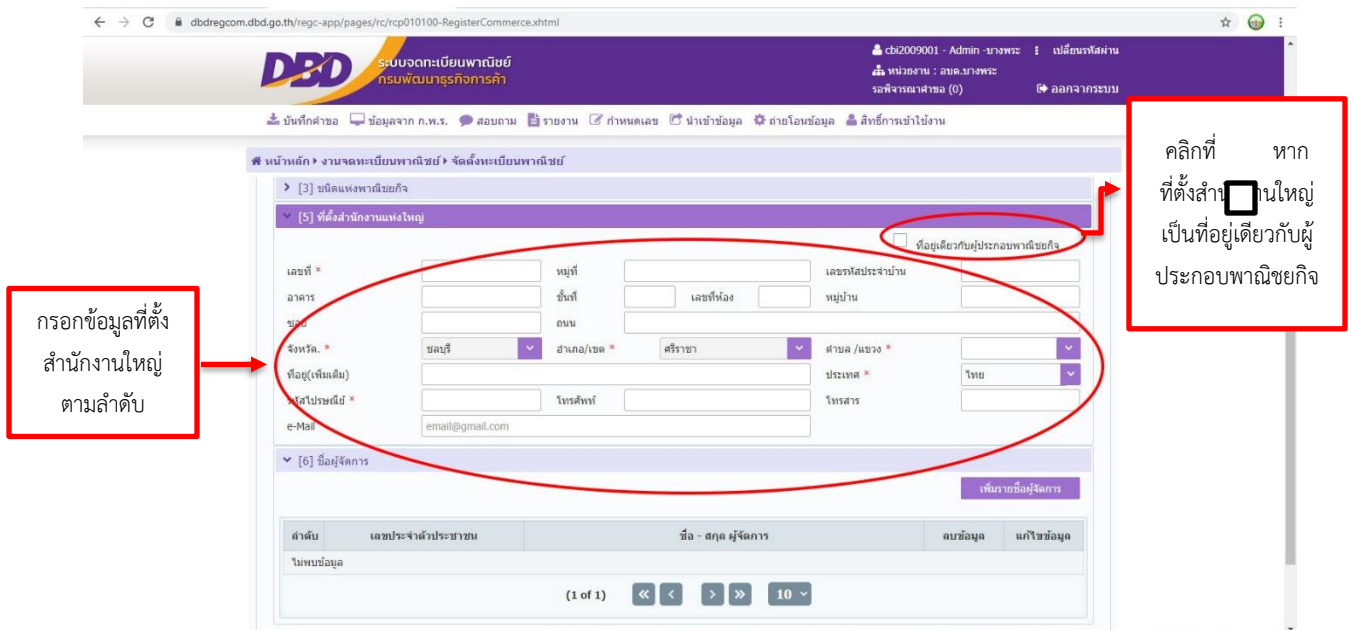 dbdregcom.dbd.go.th/regc-app/pages/rc/rcp010100-RegisterCommerce.xhtml
DBD
ระบบจดทะเบียนพาณิชย์
กรมพัฒนาธุรกิจการค้า
cbi2009001 - Admin -บางพระ
เปลี่ยนรหัสผ่าน
หน่วยงาน : อบต.บางพระ
รอพิจารณาคำขอ (0)
ออกจากระบบ
บันทึกคำขอ ข้อมูลจาก ก.พ.ร. สอบถาม รายงาน กำหนดเลข นำเข้าข้อมูล ถ่ายโอนข้อมูล สิทธิ์การเข้าใช้งาน
หน้าหลัก งานจดทะเบียนพาณิชย์ จัดตั้งทะเบียนพาณิชย์
[3] ชนิดแห่งพาณิชยกิจ
[5] ที่ตั้งสำนักงานแห่งใหญ่
ที่อยู่เดียวกับผู้ประกอบพาณิชยกิจ
เลขที่ * หมู่ที่ เลขรหัสประจำบ้าน
อาคาร ชั้นที่ เลขที่ห้อง หมู่บ้าน
ซอย ถนน
จังหวัด. * ชลบุรี อำเภอ/เขต * ศรีราชา ตำบล /แขวง *
ที่อยู่(เพิ่มเติม) ประเทศ * ไทย
รหัสไปรษณีย์ * โทรศัพท์ โทรสาร
e-Mail email@gmail.com
[6] ชื่อผู้จัดการ
เพิ่มรายชื่อผู้จัดการ
ลำดับ เลขประจำตัวประชาชน ชื่อ - สกุล ผู้จัดการ ลบข้อมูล แก้ไขข้อมูล
ไม่พบข้อมูล
(1 of 1) 10
กรอกข้อมูลที่ตั้ง
สำนักงานใหญ่
ตามลำดับ
คลิกที่ หาก
ที่ตั้งสำนักงานใหญ่
เป็นที่อยู่เดียวกับผู้
ประกอบพาณิชยกิจ